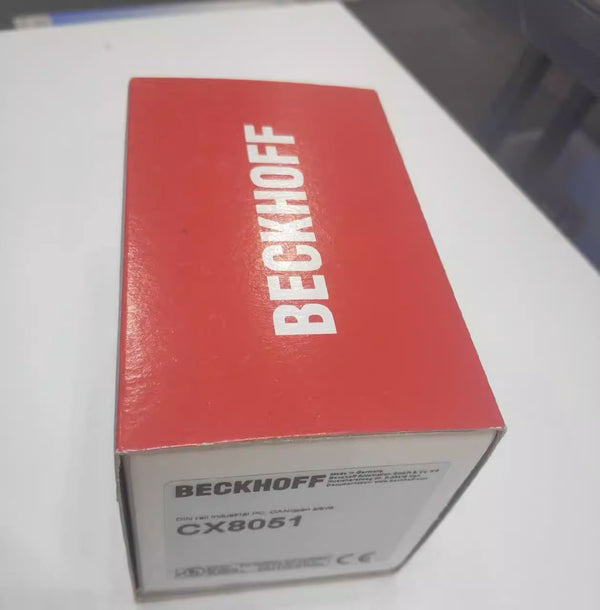 BECKHOFF
BECKHOFF
Made in Germany
DIN rail industrial PC, CANopen slave
CX8051
CE